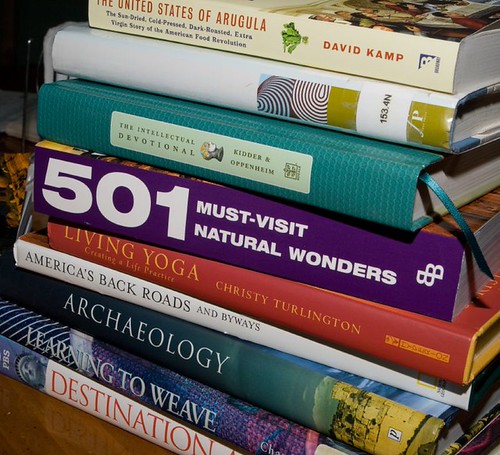 THE UNITED STATES OF ARUGULA
The Sun-Dried, Cold-Pressed, Dark-Roasted, Extra
Virgin Story of the American Food Revolution
DAVID KAMP
153.4N
P
THE INTELLECTUAL
DEVOTIONAL
KIDDER &
OPPENHEIM
501
MUST-VISIT
NATURAL WONDERS
LIVING YOGA
Creating a Life Practice
CHRISTY TURLINGTON
AMERICA'S BACK ROADS AND BYWAYS
ARCHAEOLOGY
LEARNING TO WEAVE
PBS
DESTINATION